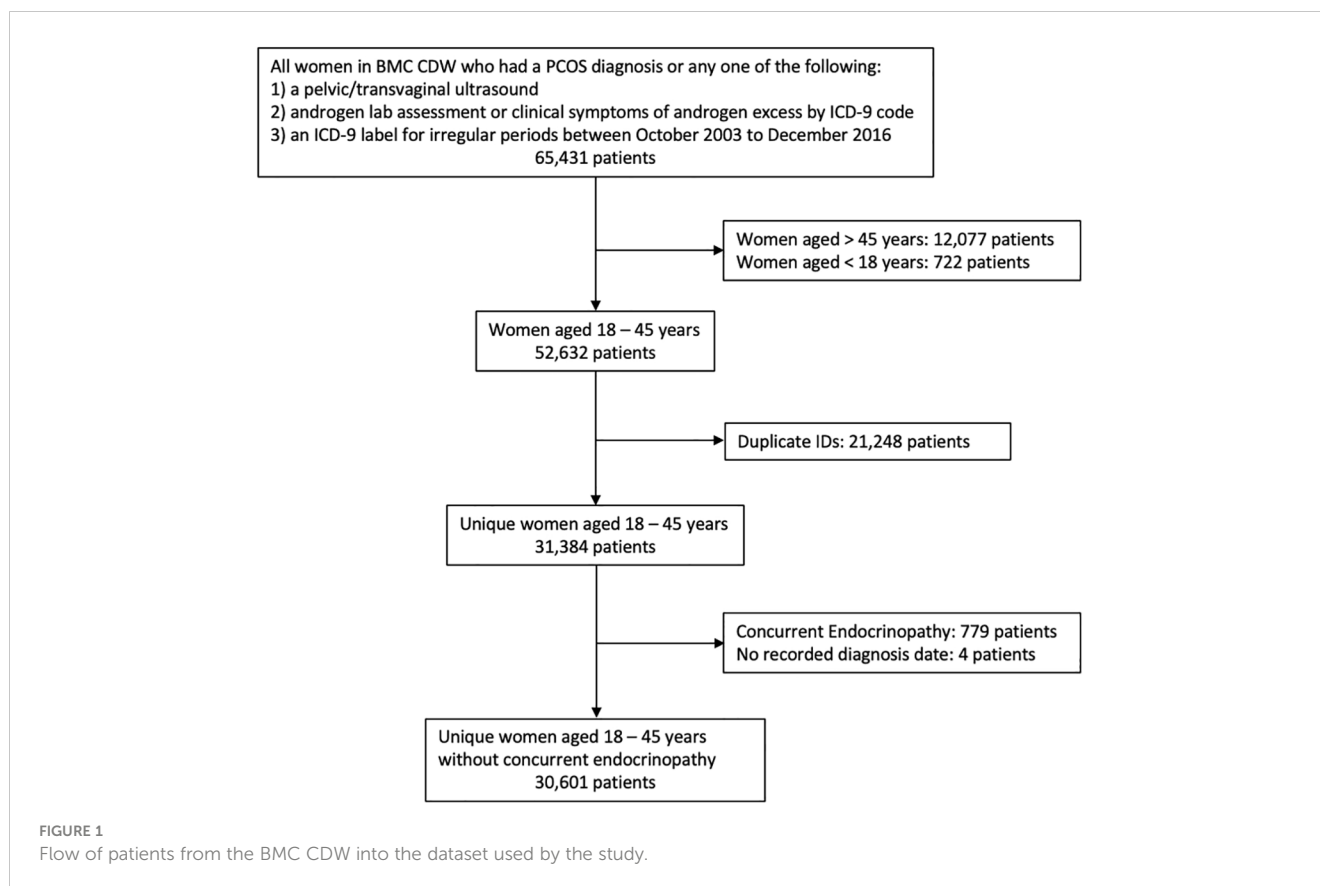 All women in BMC CDW who had a PCOS diagnosis or any one of the following:
1) a pelvic/transvaginal ultrasound
2) androgen lab assessment or clinical symptoms of androgen excess by ICD-9 code
3) an ICD-9 label for irregular periods between October 2003 to December 2016
65,431 patients
Women aged > 45 years: 12,077 patients
Women aged < 18 years: 722 patients
Women aged 18 – 45 years
52,632 patients
Duplicate IDs: 21,248 patients
Unique women aged 18 – 45 years
31,384 patients
Concurrent Endocrinopathy: 779 patients
No recorded diagnosis date: 4 patients
Unique women aged 18 – 45 years
without concurrent endocrinopathy
30,601 patients
FIGURE 1
Flow of patients from the BMC CDW into the dataset used by the study.